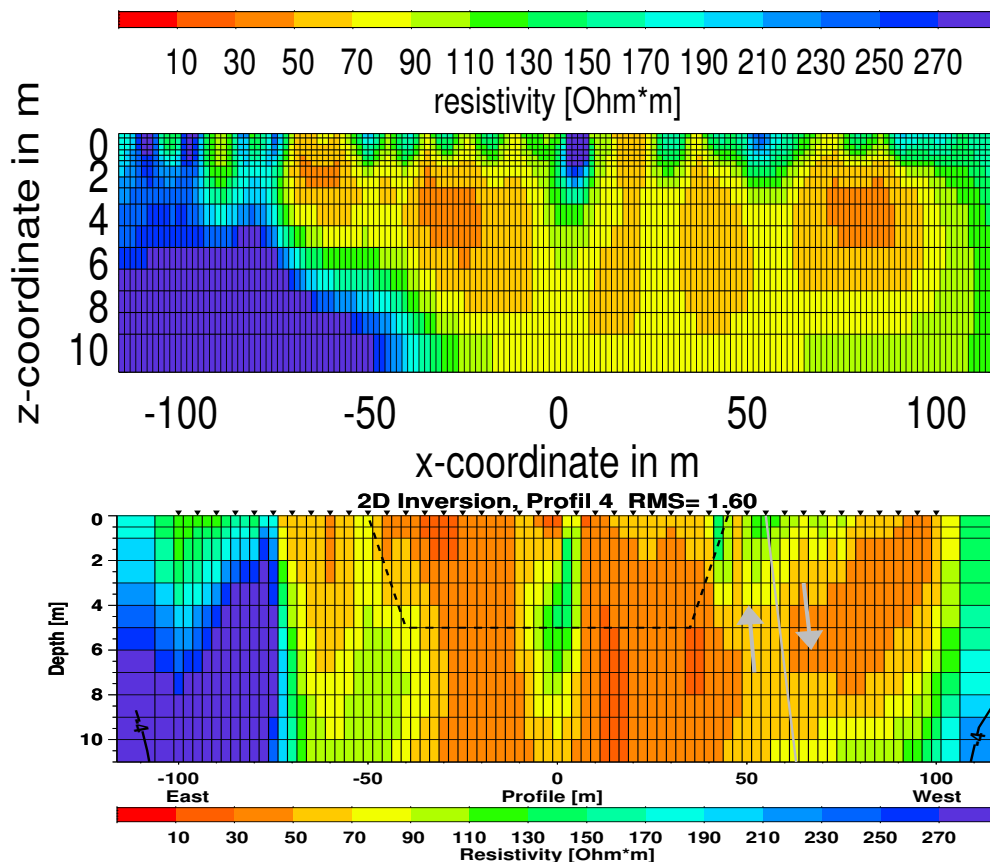 10 30 50 70 90 110 130 150 170 190 210 230 250 270
resistivity [Ohm*m]
z-coordinate in m
0
2
4
6
8
10
-100 -50 0 50 100
x-coordinate in m
2D Inversion, Profil 4 RMS= 1.60
Depth [m]
0
2
4
6
8
10
4 4
-100 -50 0 50 100
East Profile [m] West
10 30 50 70 90 110 130 150 170 190 210 230 250 270
Resistivity [Ohm*m]